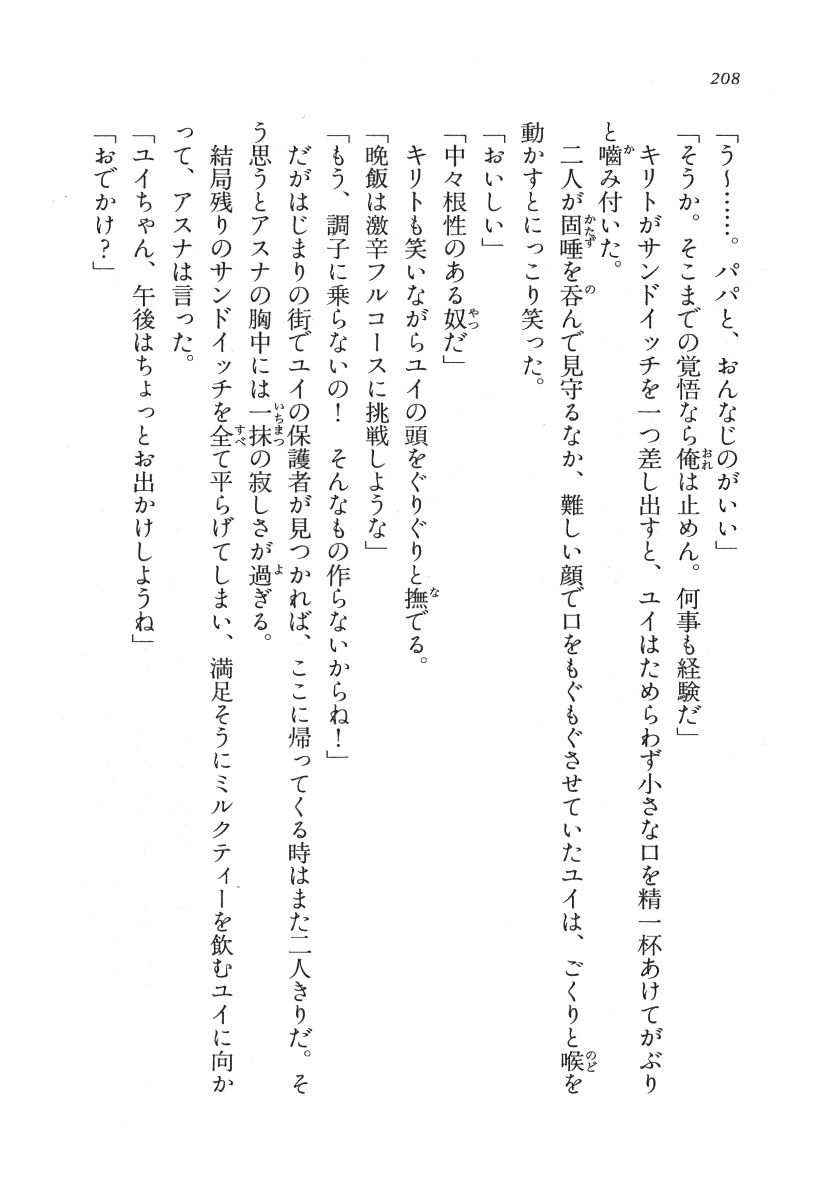 208
「う～……。パパと、おんなじのがいい」
「そうか。そこまでの覚悟なら俺は止めん。何事も経験だ」
　キリトがサンドイッチを一つ差し出すと、ユイはためらわず小さな口を精一杯あけてがぶり
と嚙み付いた。
　二人が固唾を呑んで見守るなか、難しい顔で口をもぐもぐさせていたユイは、ごくりと喉を
動かすとにっこり笑った。
「おいしい」
「中々根性のある奴だ」
　キリトも笑いながらユイの頭をぐりぐりと撫でる。
「晩飯は激辛フルコースに挑戦しような」
「もう、調子に乗らないの！　そんなもの作らないからね！」
　だがはじまりの街でユイの保護者が見つかれば、ここに帰ってくる時はまた二人きりだ。そ
う思うとアスナの胸中には一抹の寂しさが過ぎる。
　結局残りのサンドイッチを全て平らげてしまい、満足そうにミルクティーを飲むユイに向か
って、アスナは言った。
「ユイちゃん、午後はちょっとお出かけしようね」
「おでかけ？」